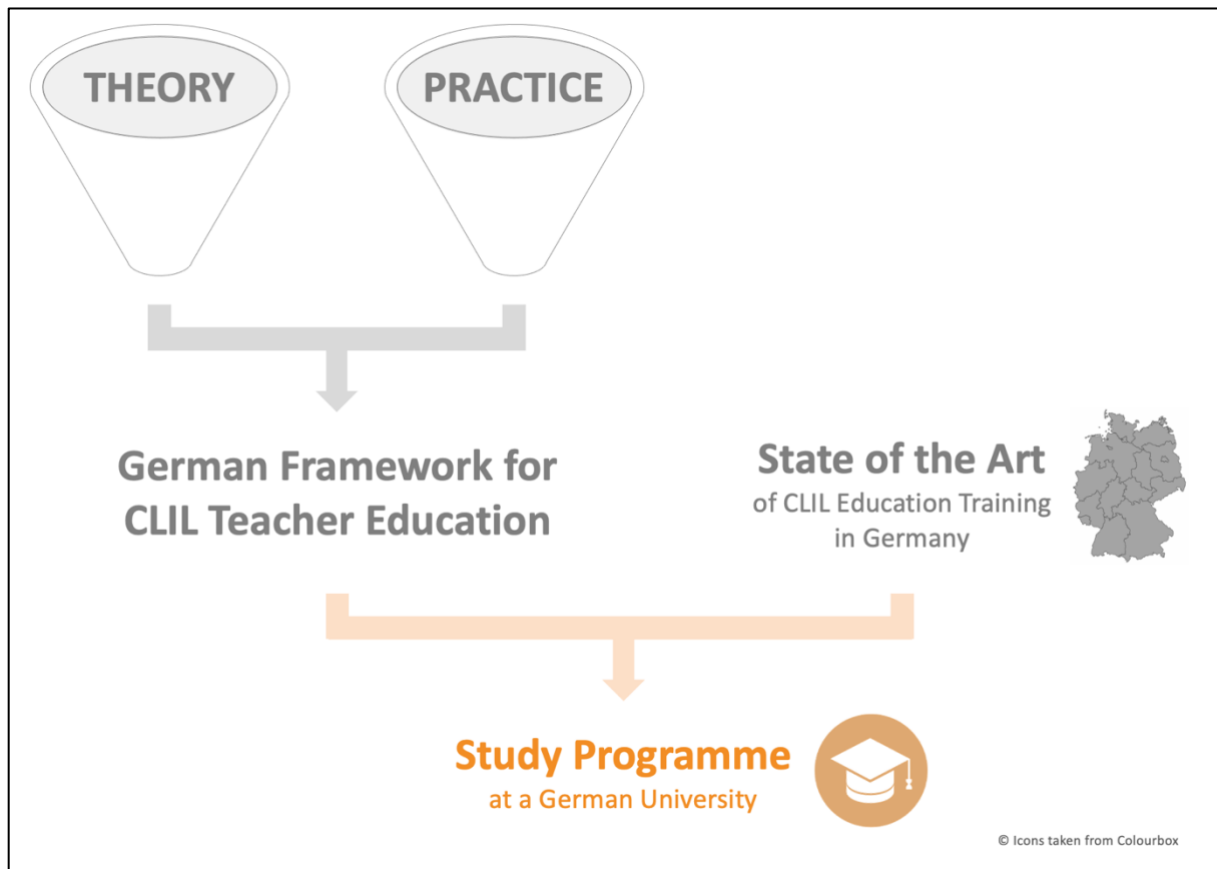 THEORY
PRACTICE
German Framework for
CLIL Teacher Education
State of the Art
of CLIL Education Training
in Germany
Study Programme
at a German University
© Icons taken from Colourbox